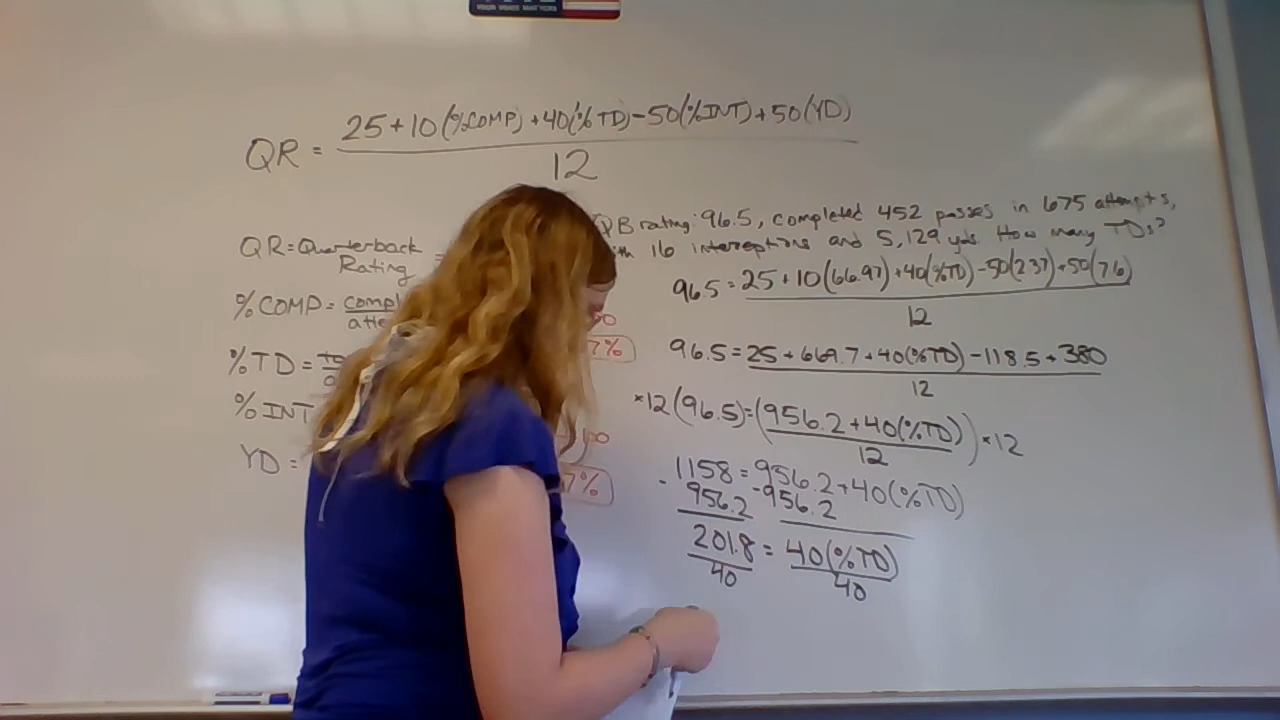 QR = 25 + 10(%COMP) + 40(%TD) - 50(%INT) + 50(YD)
12
QB rating: 96.5, completed 452 passes in 675 attempts,
16 interceptions and 5,129 yds. How many TDs?
QR = Quarterback =
Rating
96.5 = 25 + 10(66.97) + 40(%TD) - 50(2.37) + 50(7.6)
12
%COMP =
7%
96.5 = 25 + 669.7 + 40(%TD) - 118.5 + 380
12
%TD =
%INT
*12(96.5) = (956.2 + 40(%TD)) *12
12
YD =
7%
1158 = 956.2 + 40(%TD)
- 956.2 -956.2
201.8 = 40(%TD)
40 40